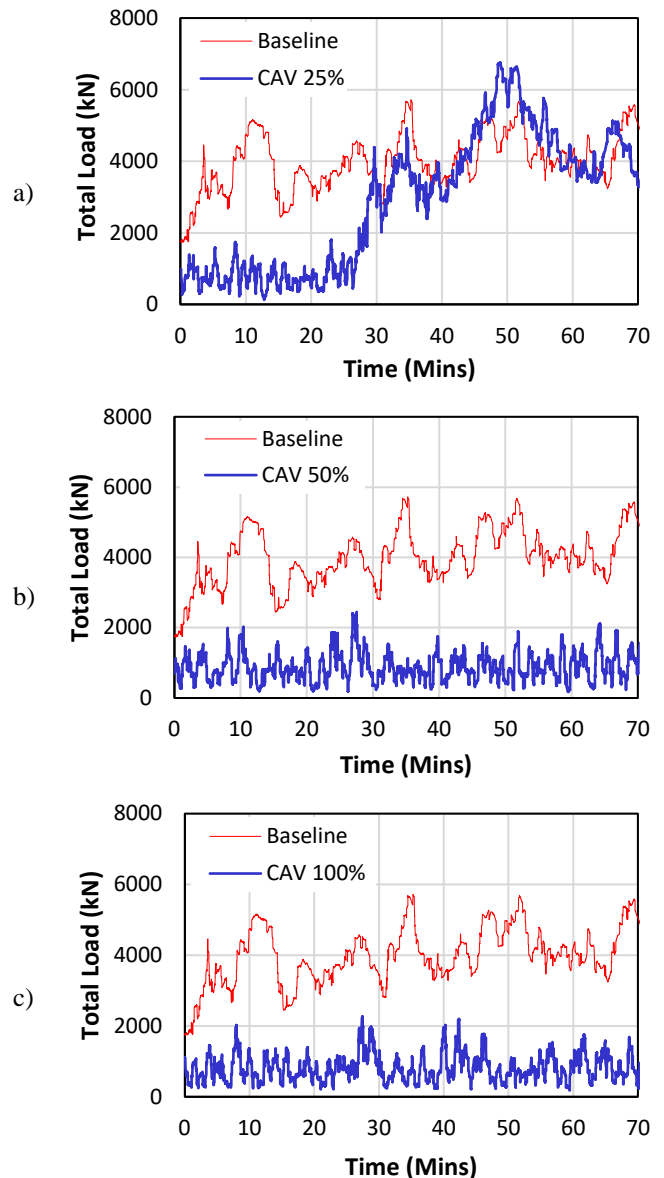 a)
Total Load (kN)
8000
6000
4000
2000
0
Baseline
CAV 25%
0 10 20 30 40 50 60 70
Time (Mins)
b)
Total Load (kN)
8000
6000
4000
2000
0
Baseline
CAV 50%
0 10 20 30 40 50 60 70
Time (Mins)
c)
Total Load (kN)
8000
6000
4000
2000
0
Baseline
CAV 100%
0 10 20 30 40 50 60 70
Time (Mins)